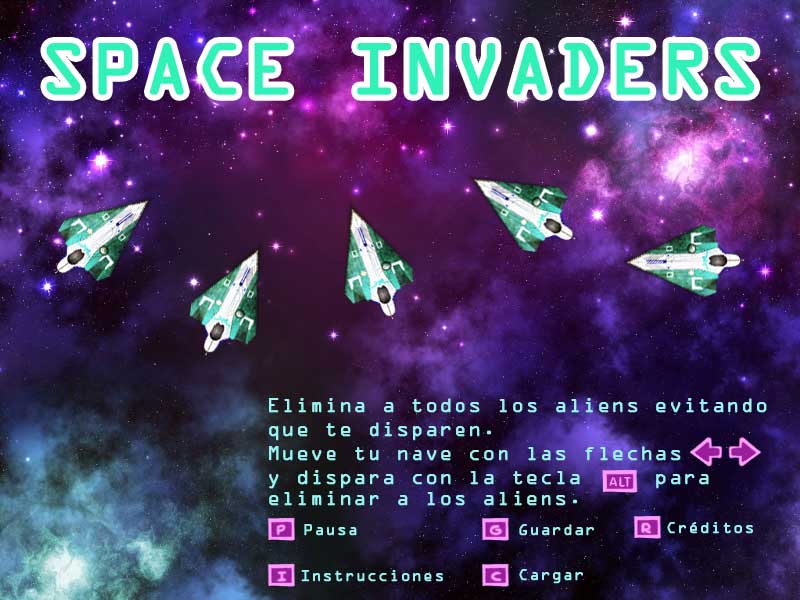 SPACE INVADERS
Elimina a todos los aliens evitando
que te disparen.
Mueve tu nave con las flechas
y dispara con la tecla ALT para
eliminar a los aliens.
P Pausa G Guardar R Créditos
I Instrucciones C Cargar